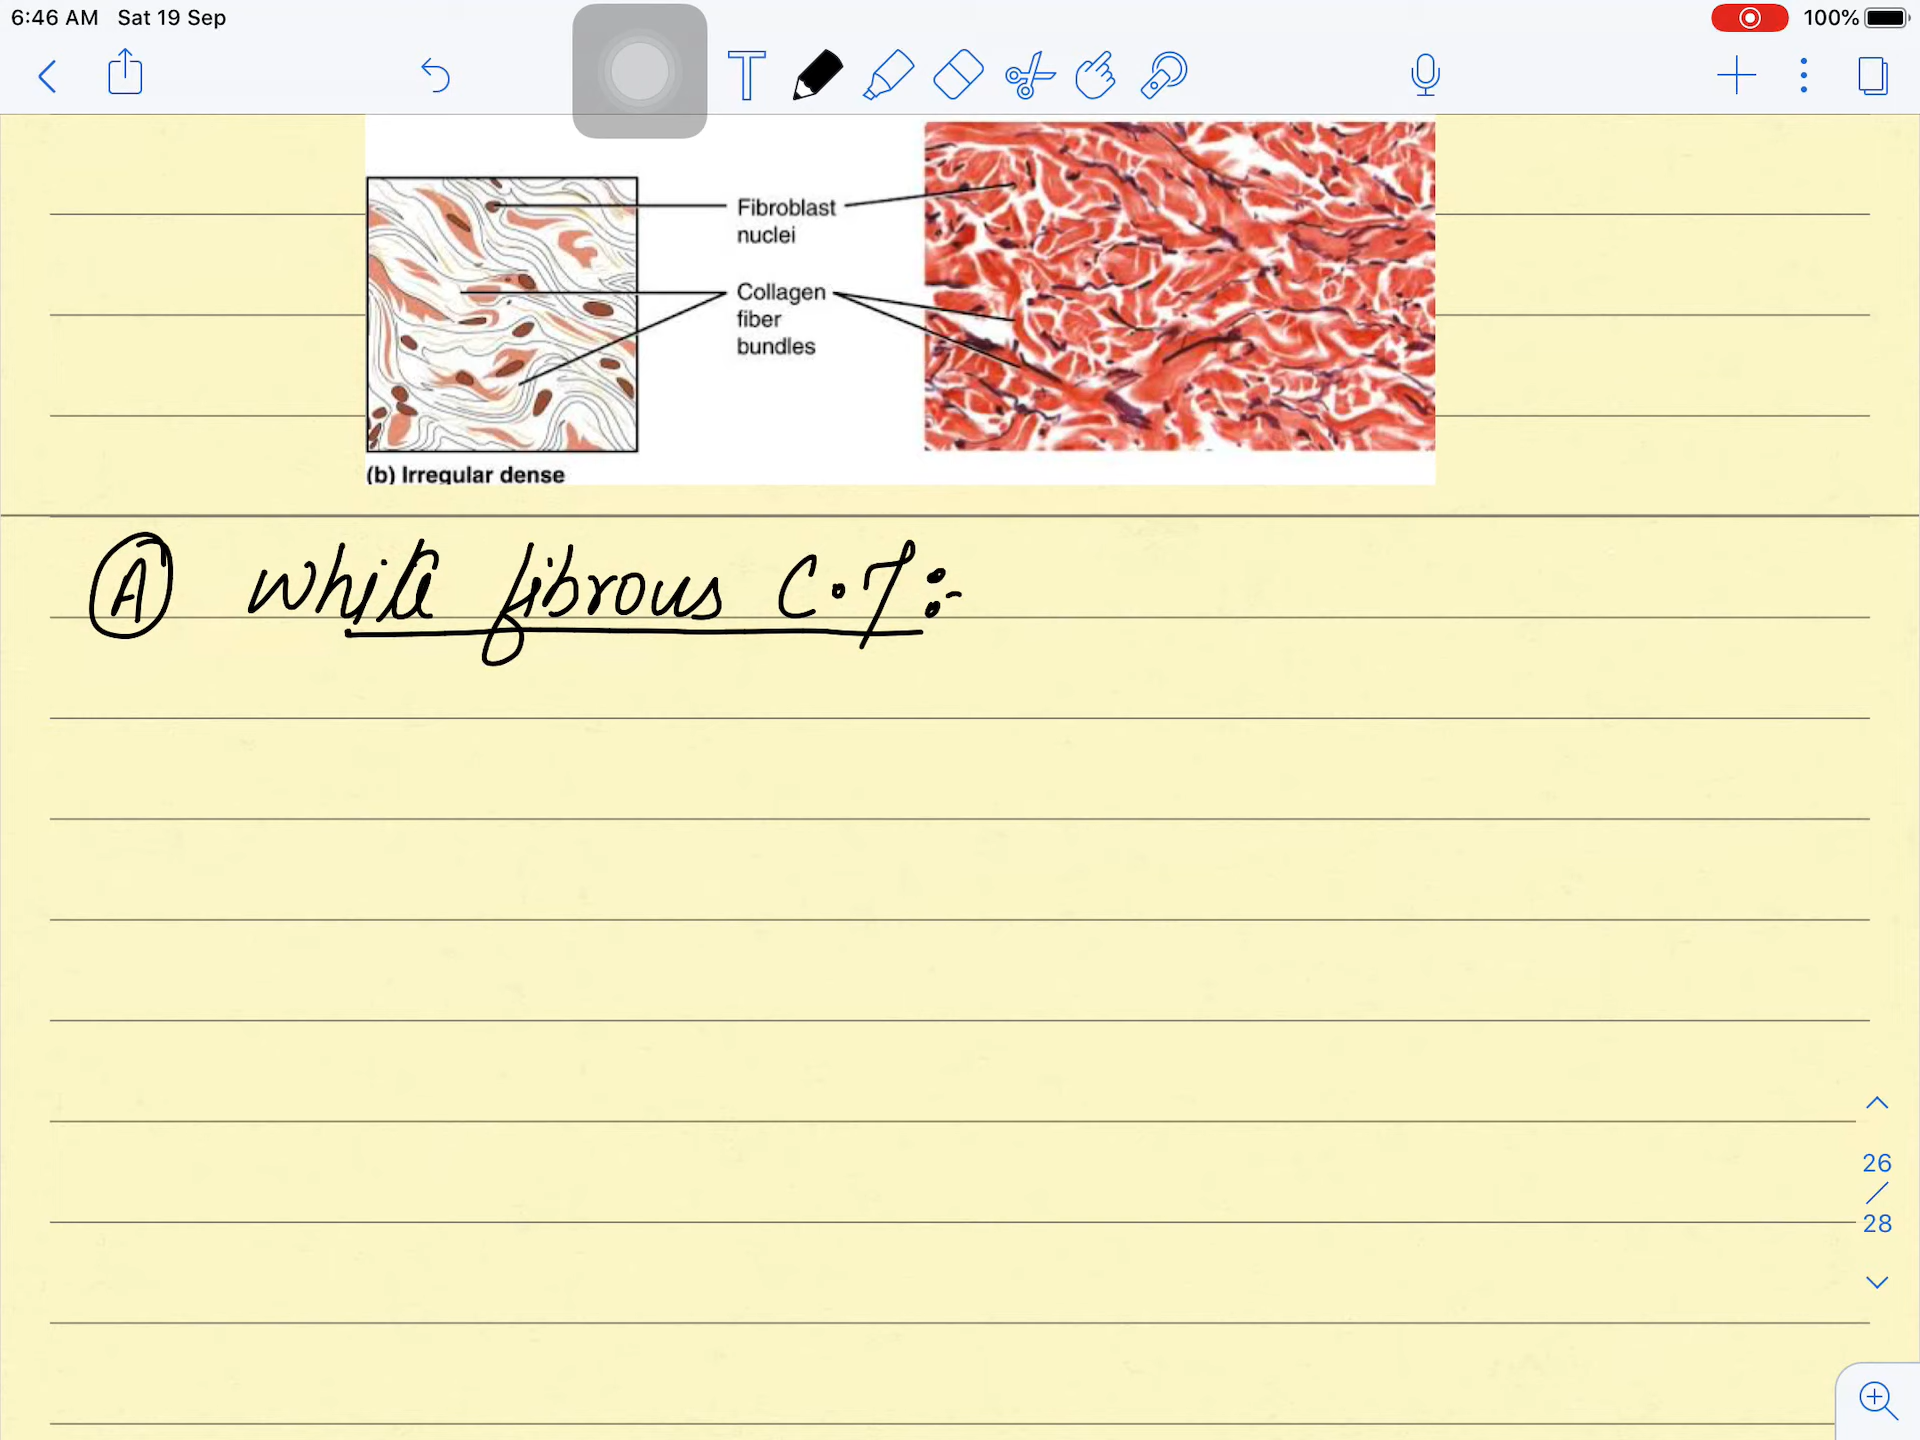 6:46 AM Sat 19 Sep
100%
T
Fibroblast
nuclei
Collagen
fiber
bundles
(b) Irregular dense
A White fibrous C.T:-
26
/
28